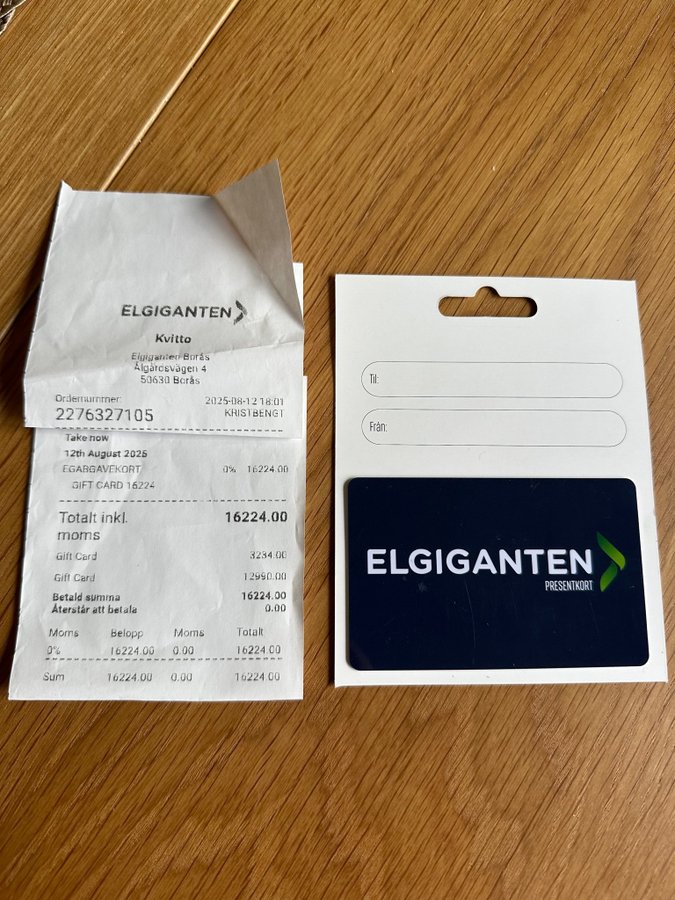 ELGIGANTEN
Kvitto
Elgiganten Borås
Ålgårdsvägen 4
50630 Borås
Ordernummer: 2025-08-12 18:01
2276327105 KRISTBENGT
Take now
12th August 2025
EGABGAVEKORT 0% 16224.00
GIFT CARD 16224
Totalt inkl. 16224.00
moms
Gift Card 3234.00
Gift Card 12990.00
Betald summa 16224.00
Återstår att betala 0.00
Moms Belopp Moms Totalt
0% 16224.00 0.00 16224.00
Sum 16224.00 0.00 16224.00
Til:
Från:
ELGIGANTEN
PRESENTKORT